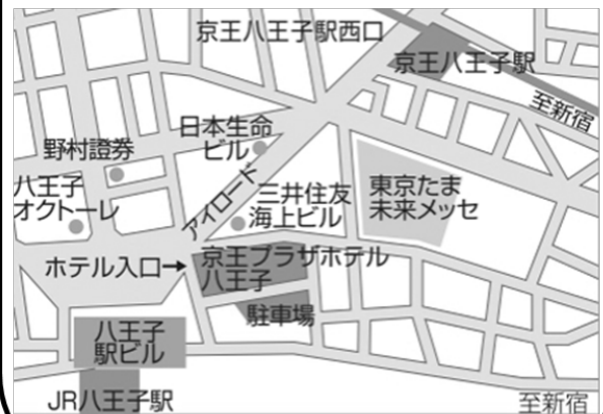 京王八王子駅西口
京王八王子駅
至新宿
日本生命
ビル
野村證券
八王子
オクトーレ
アイロード
三井住友
海上ビル
東京たま
未来メッセ
ホテル入口→
京王プラザホテル
八王子
駐車場
八王子
駅ビル
JR八王子駅
至新宿